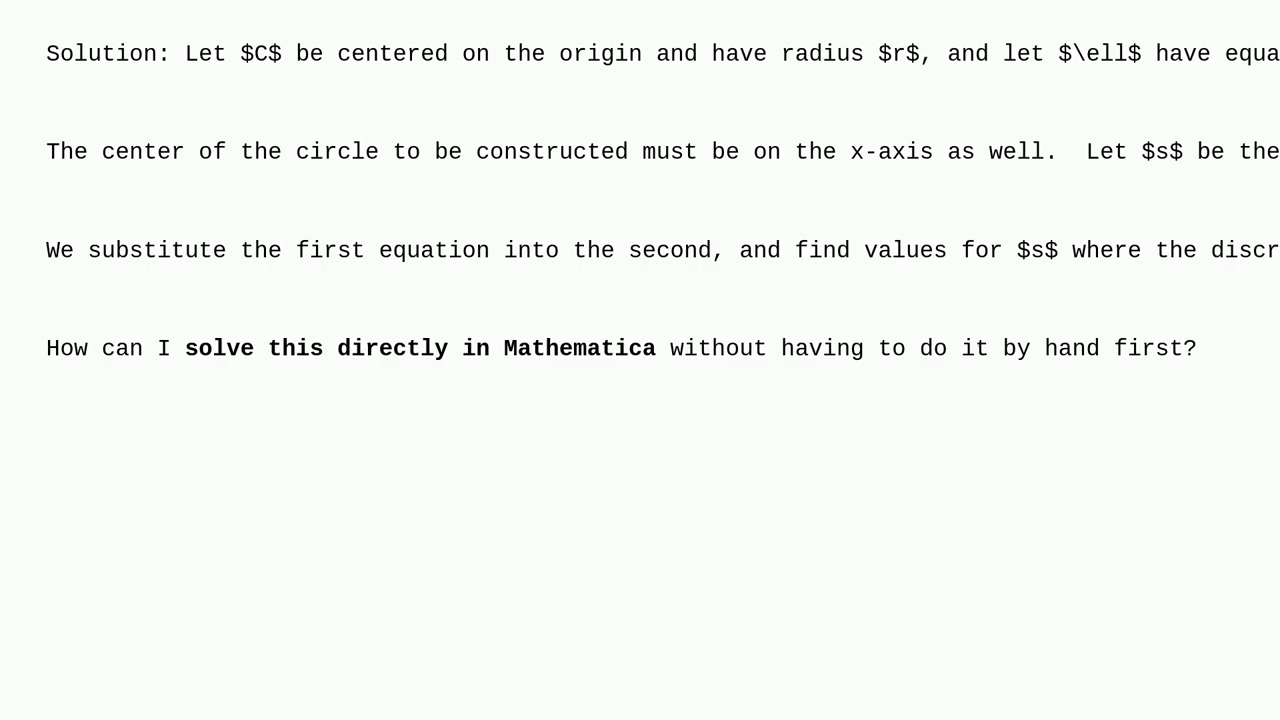 Solution: Let $C$ be centered on the origin and have radius $r$, and let $\ell$ have equa
The center of the circle to be constructed must be on the x-axis as well.  Let $s$ be the
We substitute the first equation into the second, and find values for $s$ where the discr
How can I solve this directly in Mathematica without having to do it by hand first?